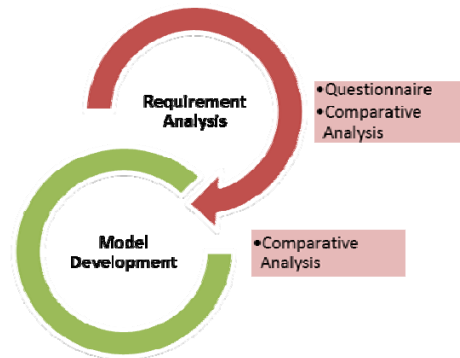 Requirement
Analysis
•Questionnaire
•Comparative
Analysis
Model
Development
•Comparative
Analysis